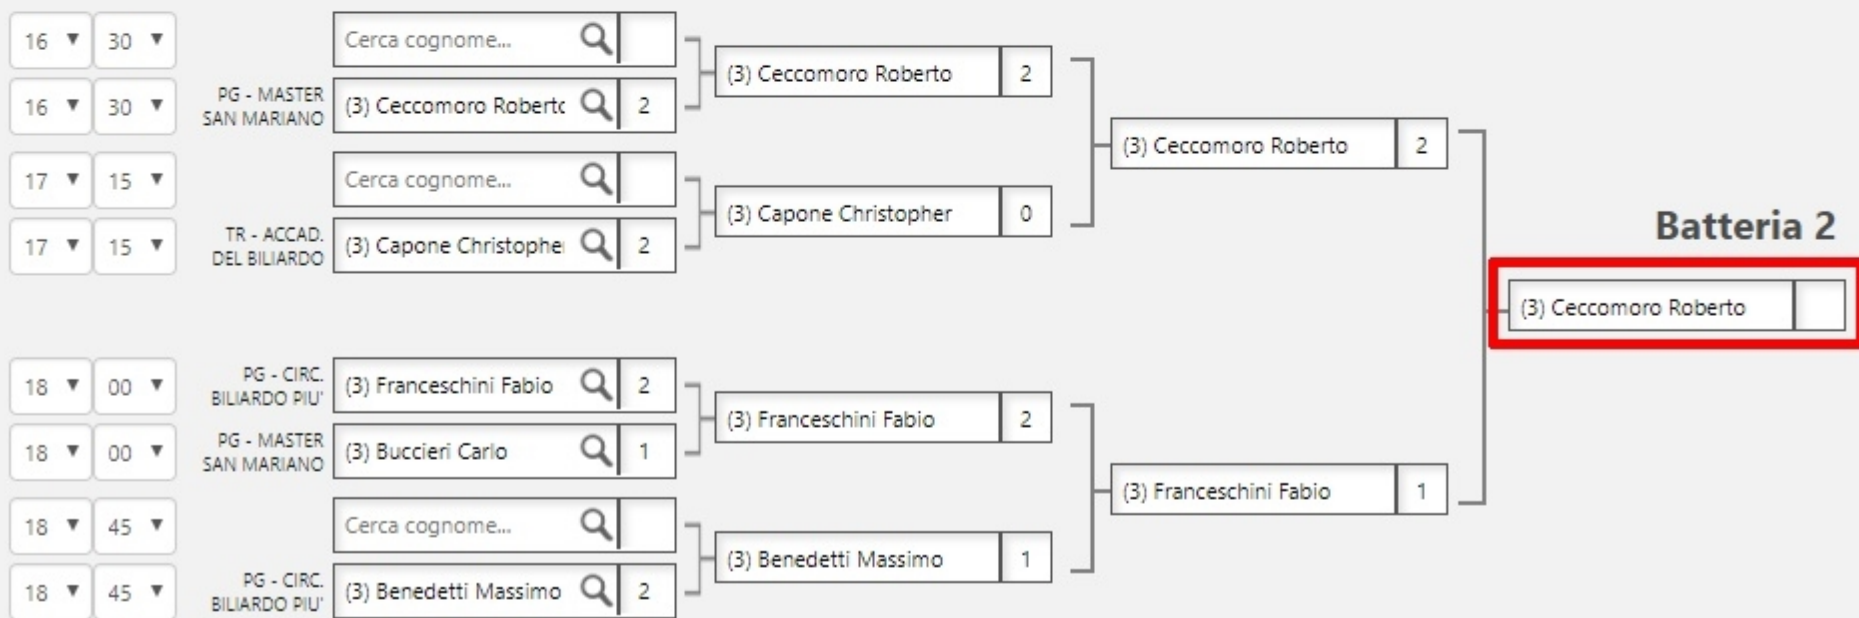 16 ▼ 30 ▼ Cerca cognome...
16 ▼ 30 ▼ PG - MASTER SAN MARIANO (3) Ceccomoro Robertc 2
(3) Ceccomoro Roberto 2
17 ▼ 15 ▼ Cerca cognome...
17 ▼ 15 ▼ TR - ACCAD. DEL BILIARDO (3) Capone Christophe 2
(3) Capone Christopher 0
(3) Ceccomoro Roberto 2
18 ▼ 00 ▼ PG - CIRC. BILIARDO PIU' (3) Franceschini Fabio 2
18 ▼ 00 ▼ PG - MASTER SAN MARIANO (3) Buccieri Carlo 1
(3) Franceschini Fabio 2
18 ▼ 45 ▼ Cerca cognome...
18 ▼ 45 ▼ PG - CIRC. BILIARDO PIU' (3) Benedetti Massimo 2
(3) Benedetti Massimo 1
(3) Franceschini Fabio 1
Batteria 2
(3) Ceccomoro Roberto